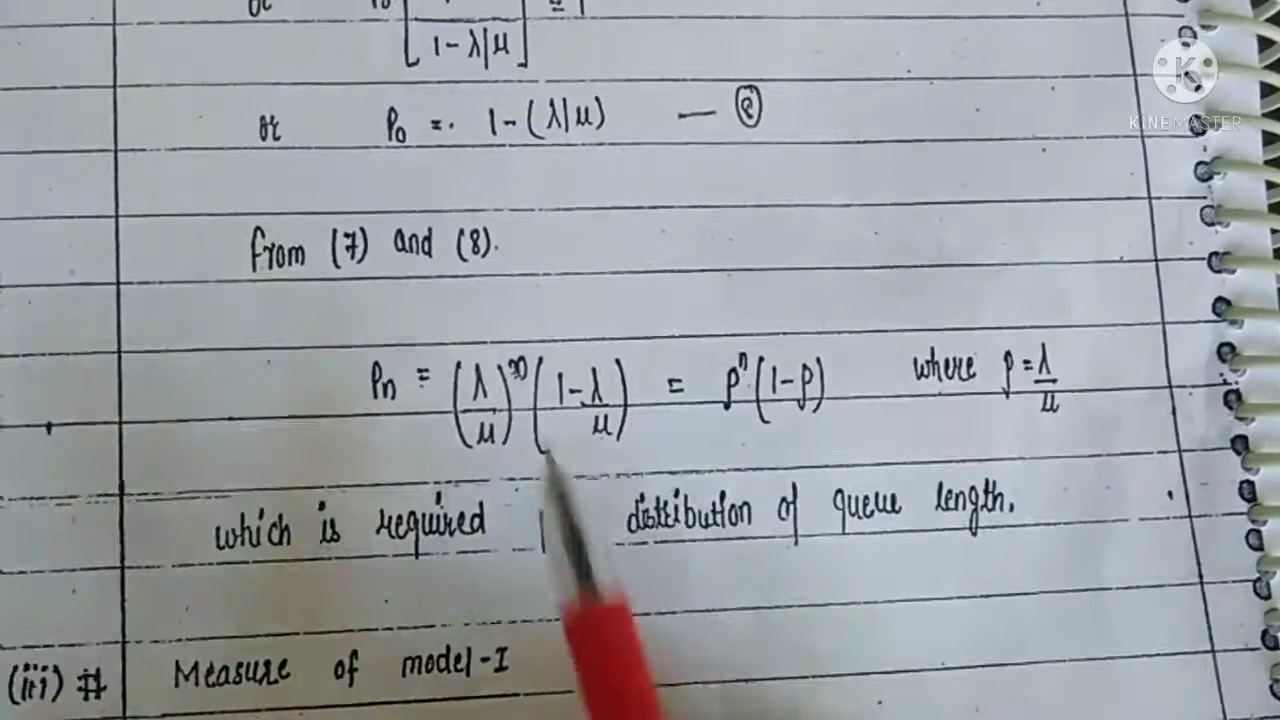 1-λ|μ
KINEMASTER
or P0 = 1-(λ|μ) — ⑧
from (7) and (8).
Pn = (λ/μ)^n (1-λ/μ) = ρ^n (1-ρ) where ρ = λ/μ
which is required distribution of queue length.
(iii) # Measure of model-I